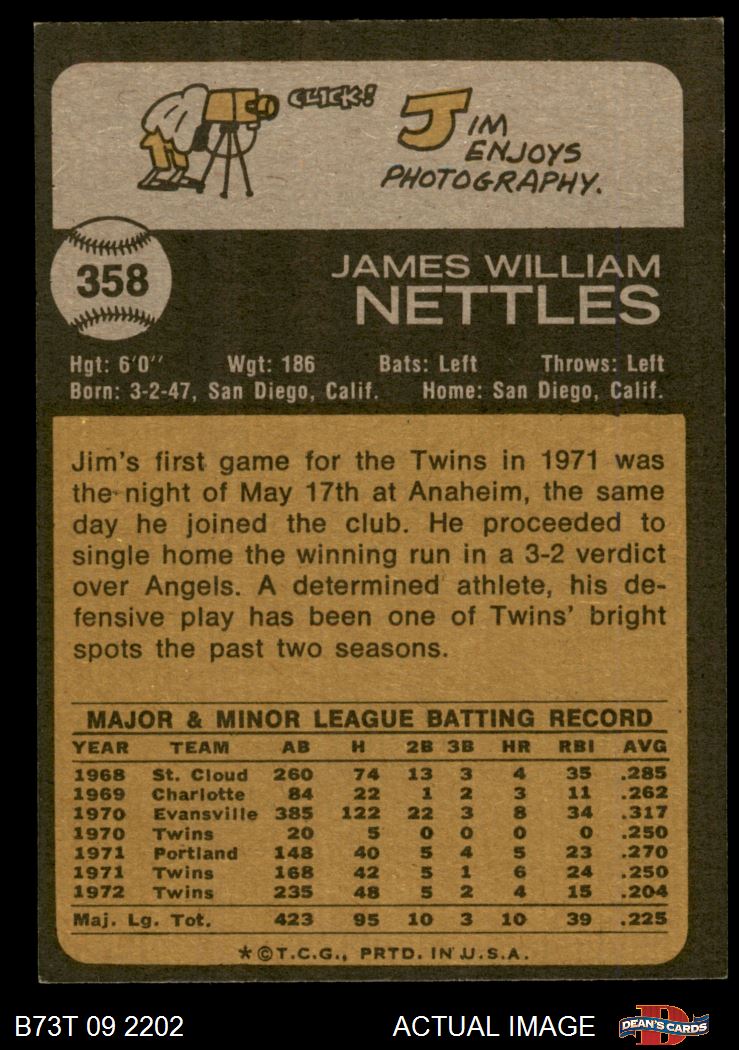 CLICK!
JIM
ENJOYS
PHOTOGRAPHY.
358
JAMES WILLIAM
NETTLES
Hgt: 6'0'' Wgt: 186 Bats: Left Throws: Left
Born: 3-2-47, San Diego, Calif. Home: San Diego, Calif.
Jim's first game for the Twins in 1971 was
the night of May 17th at Anaheim, the same
day he joined the club. He proceeded to
single home the winning run in a 3-2 verdict
over Angels. A determined athlete, his de-
fensive play has been one of Twins' bright
spots the past two seasons.
MAJOR & MINOR LEAGUE BATTING RECORD
YEAR TEAM AB H 2B 3B HR RBI AVG
1968 St. Cloud 260 74 13 3 4 35 .285
1969 Charlotte 84 22 1 2 3 11 .262
1970 Evansville 385 122 22 3 8 34 .317
1970 Twins 20 5 0 0 0 0 .250
1971 Portland 148 40 5 4 5 23 .270
1971 Twins 168 42 5 1 6 24 .250
1972 Twins 235 48 5 2 4 15 .204
Maj. Lg. Tot. 423 95 10 3 10 39 .225
*©T.C.G., PRTD. IN U.S.A.
B73T 09 2202 ACTUAL IMAGE D DEAN'S CARDS